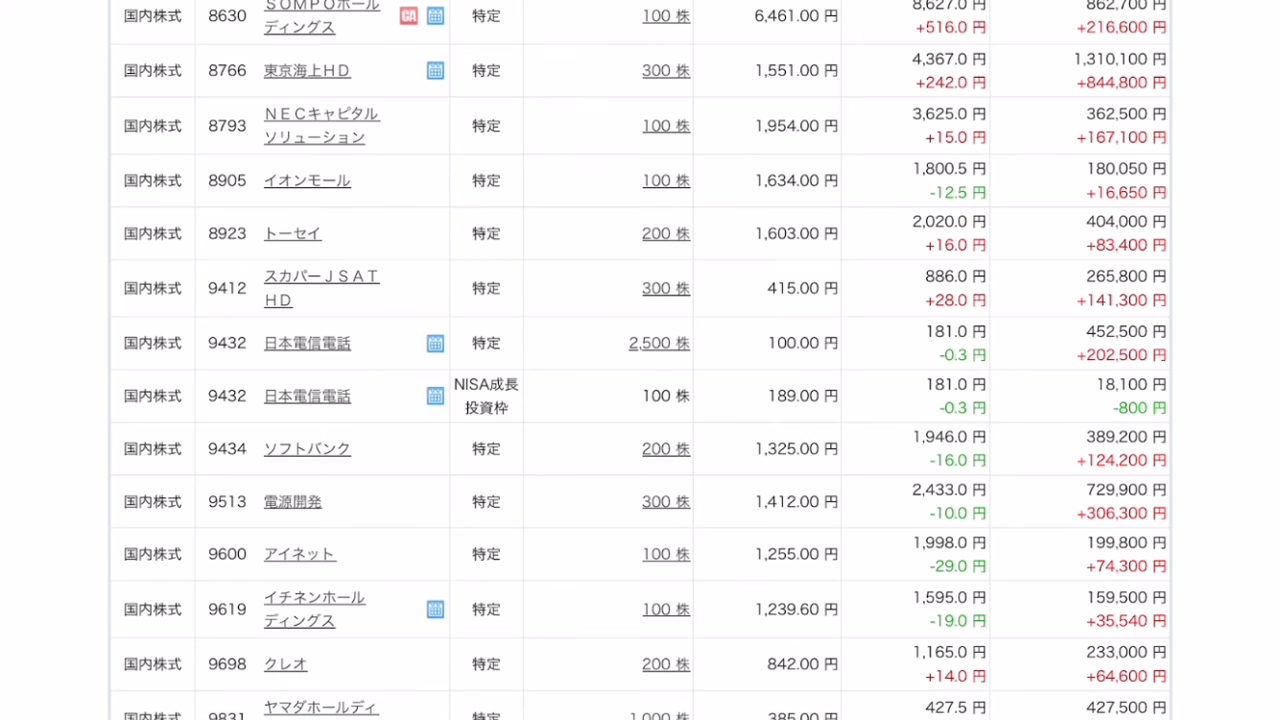 国内株式 8630 ＳＯＭＰＯホールディングス CA 特定 100 株 6,461.00 円 8,627.0 円 +516.0 円 862,700 円 +216,600 円
国内株式 8766 東京海上ＨＤ 特定 300 株 1,551.00 円 4,367.0 円 +242.0 円 1,310,100 円 +844,800 円
国内株式 8793 ＮＥＣキャピタルソリューション 特定 100 株 1,954.00 円 3,625.0 円 +15.0 円 362,500 円 +167,100 円
国内株式 8905 イオンモール 特定 100 株 1,634.00 円 1,800.5 円 -12.5 円 180,050 円 +16,650 円
国内株式 8923 トーセイ 特定 200 株 1,603.00 円 2,020.0 円 +16.0 円 404,000 円 +83,400 円
国内株式 9412 スカパーＪＳＡＴＨＤ 特定 300 株 415.00 円 886.0 円 +28.0 円 265,800 円 +141,300 円
国内株式 9432 日本電信電話 特定 2,500 株 100.00 円 181.0 円 -0.3 円 452,500 円 +202,500 円
国内株式 9432 日本電信電話 NISA成長投資枠 100 株 189.00 円 181.0 円 -0.3 円 18,100 円 -800 円
国内株式 9434 ソフトバンク 特定 200 株 1,325.00 円 1,946.0 円 -16.0 円 389,200 円 +124,200 円
国内株式 9513 電源開発 特定 300 株 1,412.00 円 2,433.0 円 -10.0 円 729,900 円 +306,300 円
国内株式 9600 アイネット 特定 100 株 1,255.00 円 1,998.0 円 -29.0 円 199,800 円 +74,300 円
国内株式 9619 イチネンホールディングス 特定 100 株 1,239.60 円 1,595.0 円 -19.0 円 159,500 円 +35,540 円
国内株式 9698 クレオ 特定 200 株 842.00 円 1,165.0 円 +14.0 円 233,000 円 +64,600 円
国内株式 9831 ヤマダホールディ 特定 1,000 株 385.00 円 427.5 円 427,500 円